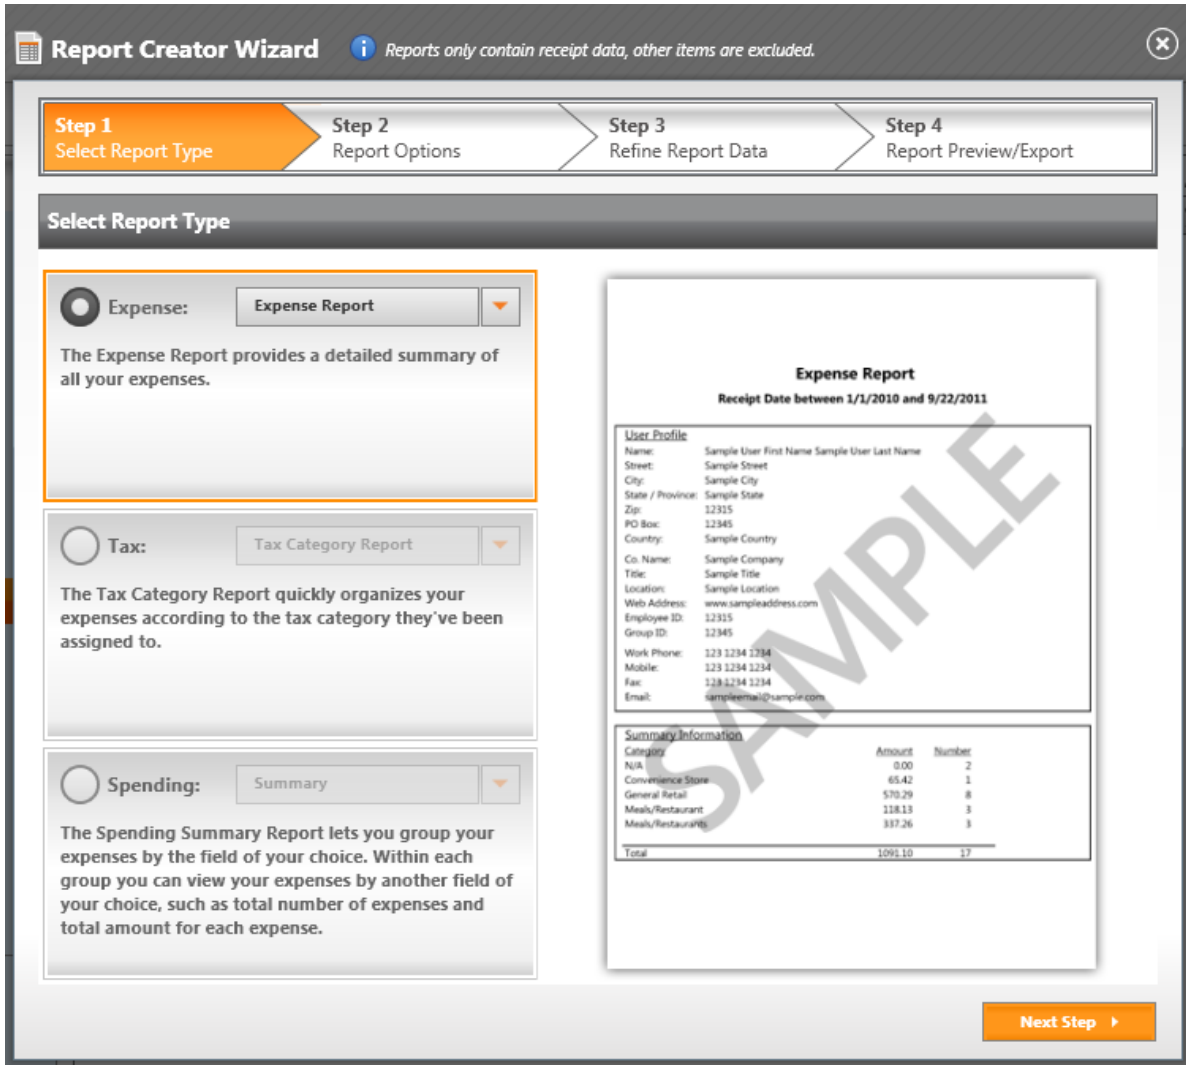 Report Creator Wizard
Reports only contain receipt data, other items are excluded.
Step 1
Select Report Type
Step 2
Report Options
Step 3
Refine Report Data
Step 4
Report Preview/Export
Select Report Type
Expense:
Expense Report
The Expense Report provides a detailed summary of
all your expenses.
Tax:
Tax Category Report
The Tax Category Report quickly organizes your
expenses according to the tax category they've been
assigned to.
Spending:
Summary
The Spending Summary Report lets you group your
expenses by the field of your choice. Within each
group you can view your expenses by another field of
your choice, such as total number of expenses and
total amount for each expense.
Expense Report
Receipt Date between 1/1/2010 and 9/22/2011
User Profile
Name: Sample User First Name Sample User Last Name
Street: Sample Street
City: Sample City
State / Province: Sample State
Zip: 12315
PO Box: 12345
Country: Sample Country
Co. Name: Sample Company
Title: Sample Title
Location: Sample Location
Web Address: www.sampleaddress.com
Employee ID: 12315
Group ID: 12345
Work Phone: 123 1234 1234
Mobile: 123 1234 1234
Fax: 123 1234 1234
Email: sampleemail@sample.com
Summary Information
Category Amount Number
N/A 0.00 2
Convenience Store 65.42 1
General Retail 570.29 8
Meals/Restaurant 118.13 3
Meals/Restaurants 337.26 3
Total 1091.10 17
SAMPLE
Next Step